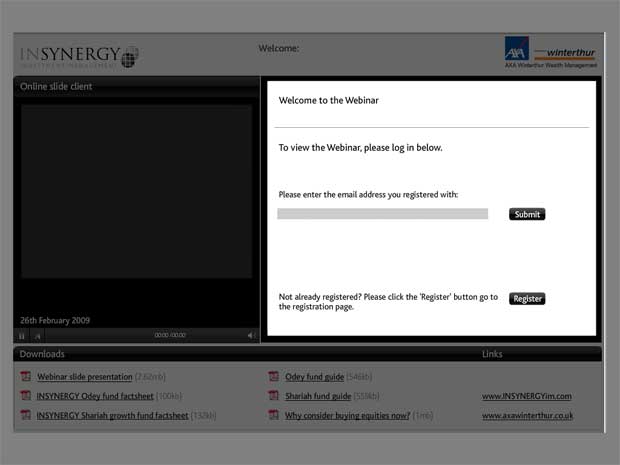 INSYNERGY
INVESTMENT MANAGEMENT
Welcome:
AXA
winterthur
AXA Winterthur Wealth Management
Online slide client
Welcome to the Webinar
To view the Webinar, please log in below.
Please enter the email address you registered with:
Submit
Not already registered? Please click the 'Register' button go to
the registration page.
Register
26th February 2009
00:00 /00:00
Downloads
Links
Webinar slide presentation (2.62mb)
Odey fund guide (546kb)
INSYNERGY Odey fund factsheet (100kb)
Shariah fund guide (559kb)
www.INSYNERGYim.com
INSYNERGY Shariah growth fund factsheet (132kb)
Why consider buying equities now? (1mb)
www.axawinterthur.co.uk